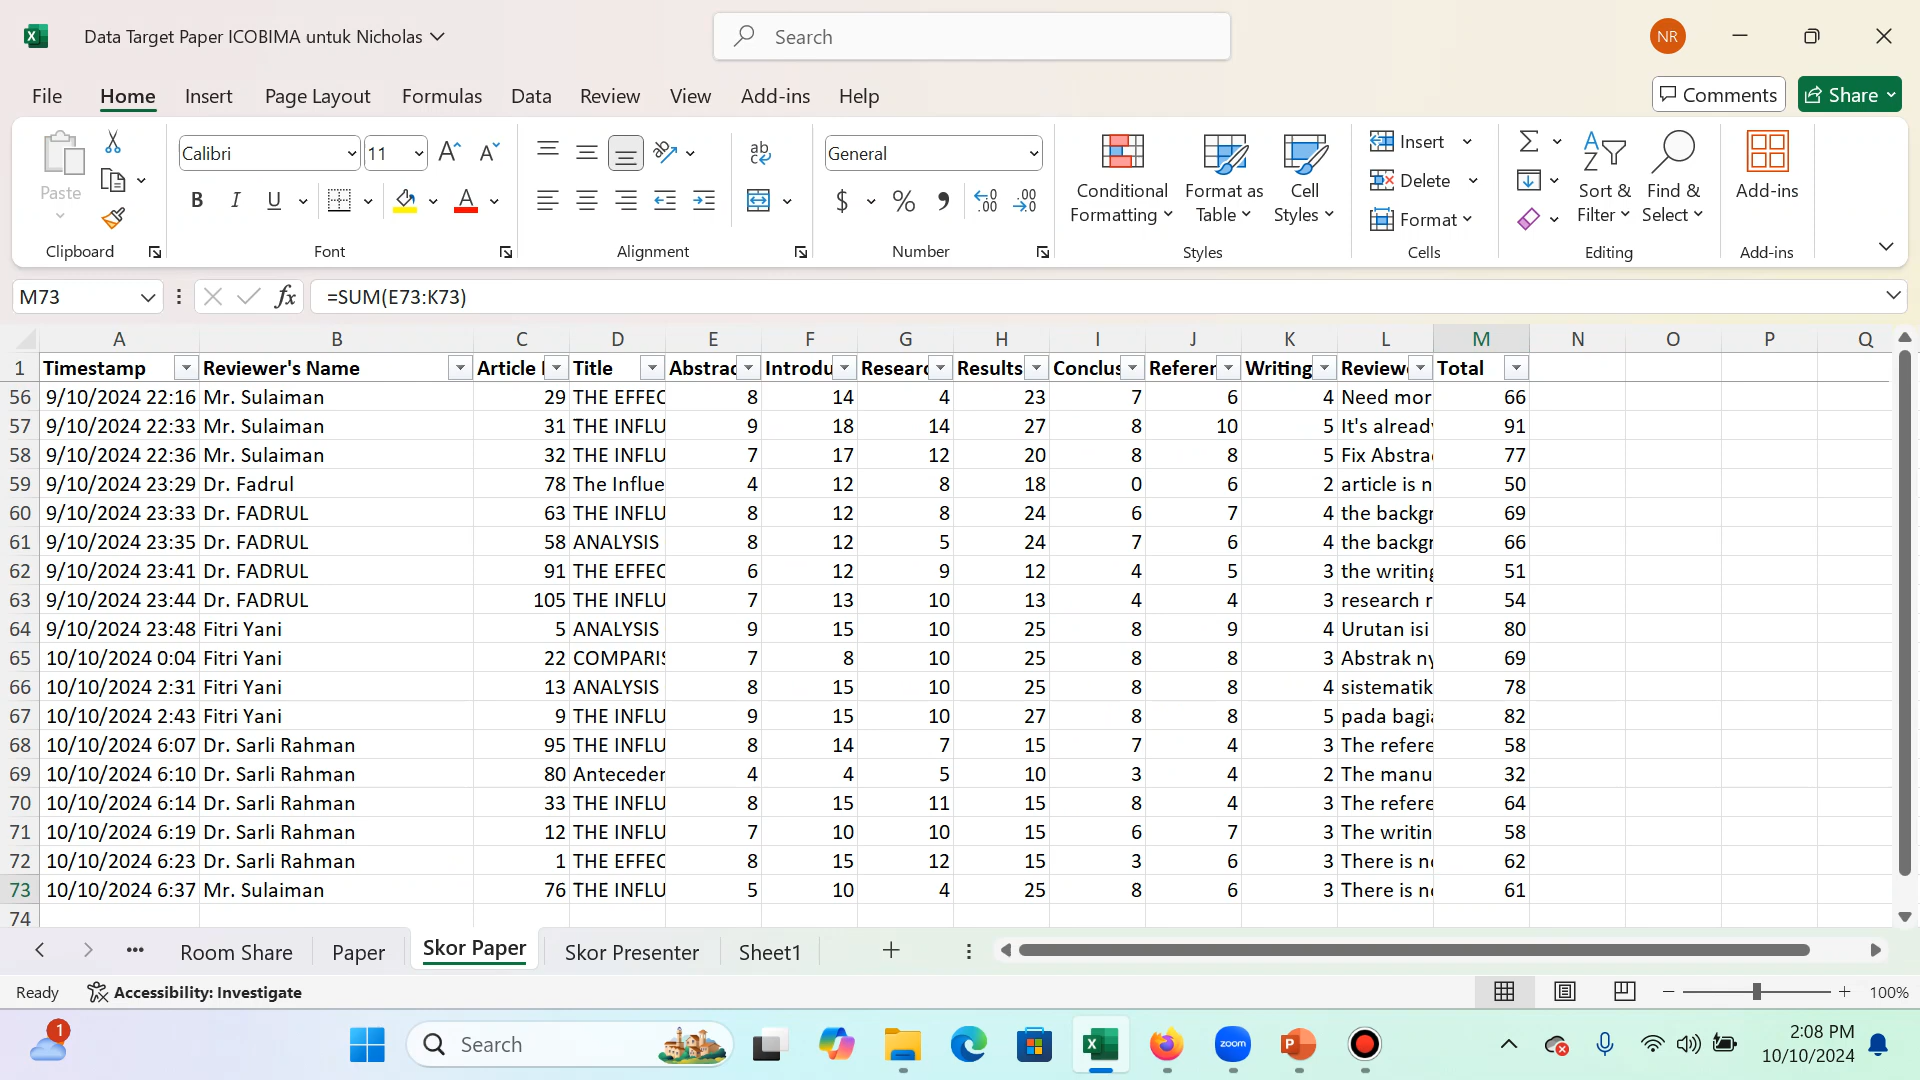 Data Target Paper ICOBIMA untuk Nicholas
Search
NR
File Home Insert Page Layout Formulas Data Review View Add-ins Help
Comments Share
Paste
Clipboard
Calibri 11
B I U
Font
Alignment
General
$ % , .00 .00
Number
Conditional Formatting
Format as Table
Cell Styles
Styles
Insert
Delete
Format
Cells
Sort & Filter
Find & Select
Editing
Add-ins
Add-ins
M73 fx =SUM(E73:K73)
A B C D E F G H I J K L M N O P Q
1 Timestamp Reviewer's Name Article Title Abstrac Introdu Researc Results Conclus Referen Writing Review Total
56 9/10/2024 22:16 Mr. Sulaiman 29 THE EFFEC 8 14 4 23 7 6 4 Need mor 66
57 9/10/2024 22:33 Mr. Sulaiman 31 THE INFLU 9 18 14 27 8 10 5 It's already 91
58 9/10/2024 22:36 Mr. Sulaiman 32 THE INFLU 7 17 12 20 8 8 5 Fix Abstra 77
59 9/10/2024 23:29 Dr. Fadrul 78 The Influe 4 12 8 18 0 6 2 article is n 50
60 9/10/2024 23:33 Dr. FADRUL 63 THE INFLU 8 12 8 24 6 7 4 the backgr 69
61 9/10/2024 23:35 Dr. FADRUL 58 ANALYSIS 8 12 5 24 7 6 4 the backgr 66
62 9/10/2024 23:41 Dr. FADRUL 91 THE EFFEC 6 12 9 12 4 5 3 the writing 51
63 9/10/2024 23:44 Dr. FADRUL 105 THE INFLU 7 13 10 13 4 4 3 research r 54
64 9/10/2024 23:48 Fitri Yani 5 ANALYSIS 9 15 10 25 8 9 4 Urutan isi 80
65 10/10/2024 0:04 Fitri Yani 22 COMPARIS 7 8 10 25 8 8 3 Abstrak ny 69
66 10/10/2024 2:31 Fitri Yani 13 ANALYSIS 8 15 10 25 8 8 4 sistematik 78
67 10/10/2024 2:43 Fitri Yani 9 THE INFLU 9 15 10 27 8 8 5 pada bagia 82
68 10/10/2024 6:07 Dr. Sarli Rahman 95 THE INFLU 8 14 7 15 7 4 3 The refere 58
69 10/10/2024 6:10 Dr. Sarli Rahman 80 Anteceden 4 4 5 10 3 4 2 The manu 32
70 10/10/2024 6:14 Dr. Sarli Rahman 33 THE INFLU 8 15 11 15 8 4 3 The refere 64
71 10/10/2024 6:19 Dr. Sarli Rahman 12 THE INFLU 7 10 10 15 6 7 3 The writin 58
72 10/10/2024 6:23 Dr. Sarli Rahman 1 THE EFFEC 8 15 12 15 3 6 3 There is no 62
73 10/10/2024 6:37 Mr. Sulaiman 76 THE INFLU 5 10 4 25 8 6 3 There is no 61
74
Room Share Paper Skor Paper Skor Presenter Sheet1
Ready Accessibility: Investigate 100%
1 Search zoom 2:08 PM
10/10/2024